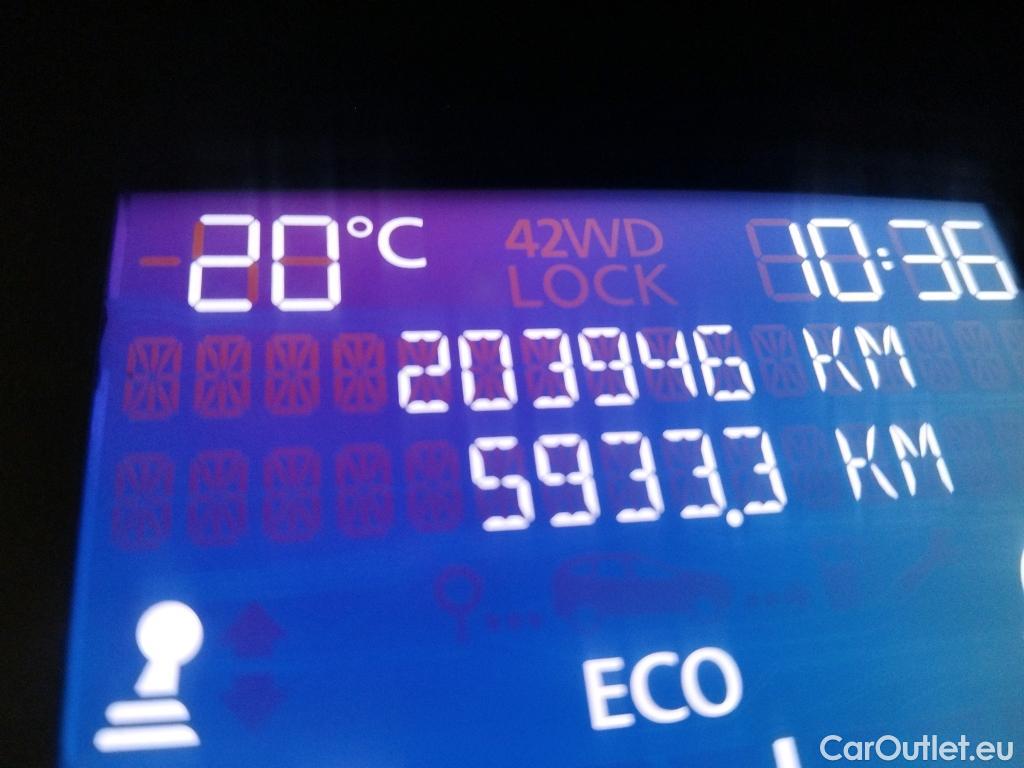 20°C 42WD LOCK 10:36
203946 KM
5933.3 KM
ECO
CarOutlet.eu